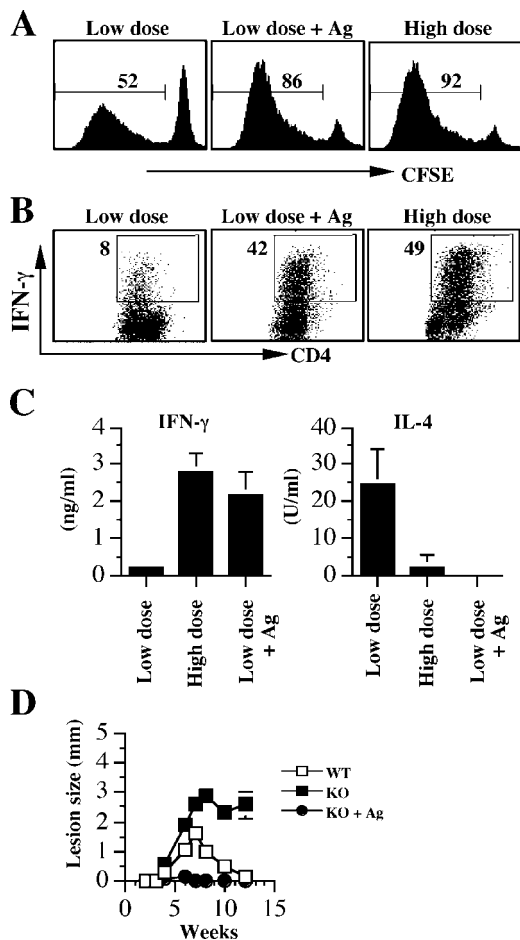 A
Low dose
Low dose + Ag
High dose
52
86
92
CFSE
B
Low dose
Low dose + Ag
High dose
8
42
49
IFN-γ
CD4
C
IFN-γ
IL-4
(ng/ml)
4
3
2
1
0
(U/ml)
40
30
20
10
0
Low dose
High dose
Low dose
+ Ag
Low dose
High dose
Low dose
+ Ag
D
Lesion size (mm)
5
4
3
2
1
0
0
5
10
15
Weeks
WT
KO
KO + Ag